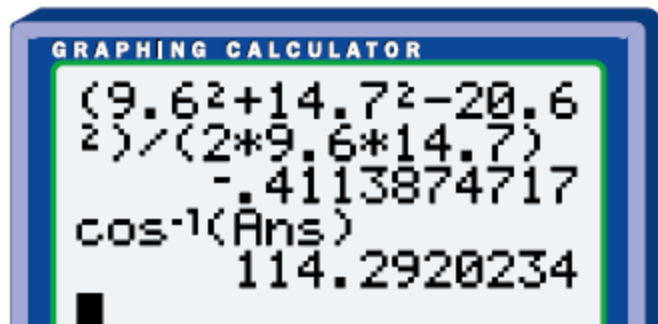 GRAPHING CALCULATOR
(9.6²+14.7²-20.6
²)/(2*9.6*14.7)
-.4113874717
cos⁻¹(Ans)
114.2920234